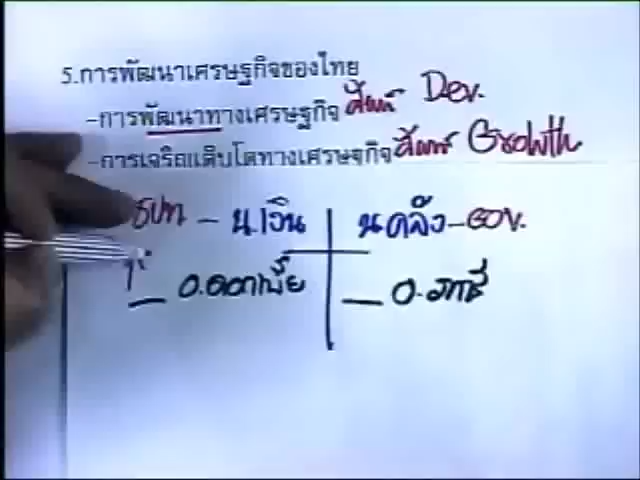 5.การพัฒนาเศรษฐกิจของไทย
-การพัฒนาทางเศรษฐกิจ ศัพท์ Dev.
-การเจริญเติบโตทางเศรษฐกิจ ศัพท์ Growth
ธปท - น.เงิน น คลัง - GOV.
- อ.ดอกเบี้ย - อ.ภาษี